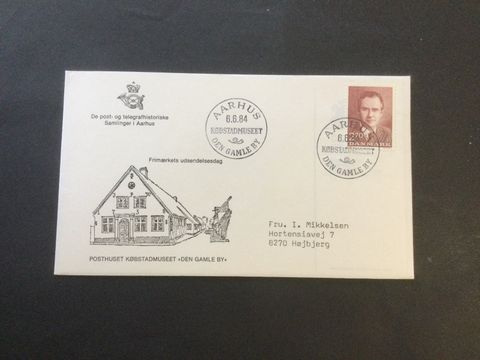 De post- og telegrafhistoriske
Samlinger i Aarhus
AARHUS
6.6.84
KØBSTADMUSEET
DEN GAMLE BY
Frimærkets udsendelsesdag
POSTHUSET KØBSTADMUSEET »DEN GAMLE BY«
270
DANMARK
AARHUS
6.6.
KØBSTADMUSEET
DEN GAMLE BY
Fru. I. Mikkelsen
Hortensiavej 7
8270 Højbjerg